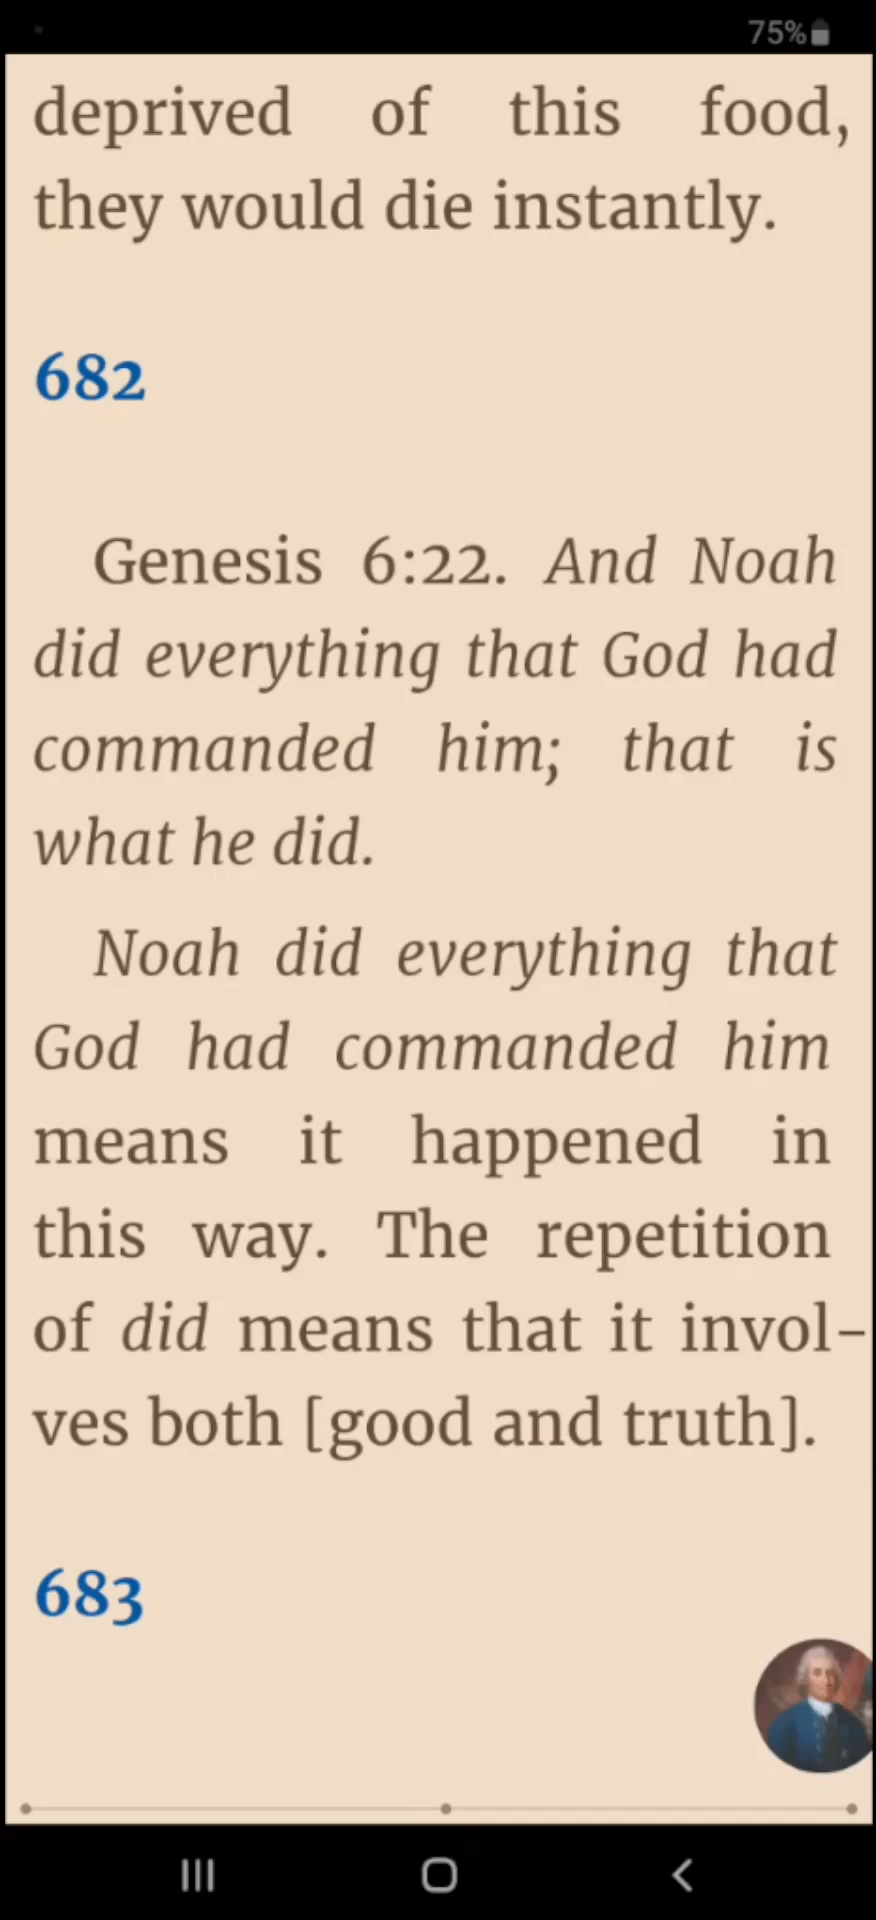 75%
deprived of this food,
they would die instantly.
682
Genesis 6:22. And Noah
did everything that God had
commanded him; that is
what he did.
Noah did everything that
God had commanded him
means it happened in
this way. The repetition
of did means that it invol-
ves both [good and truth].
683